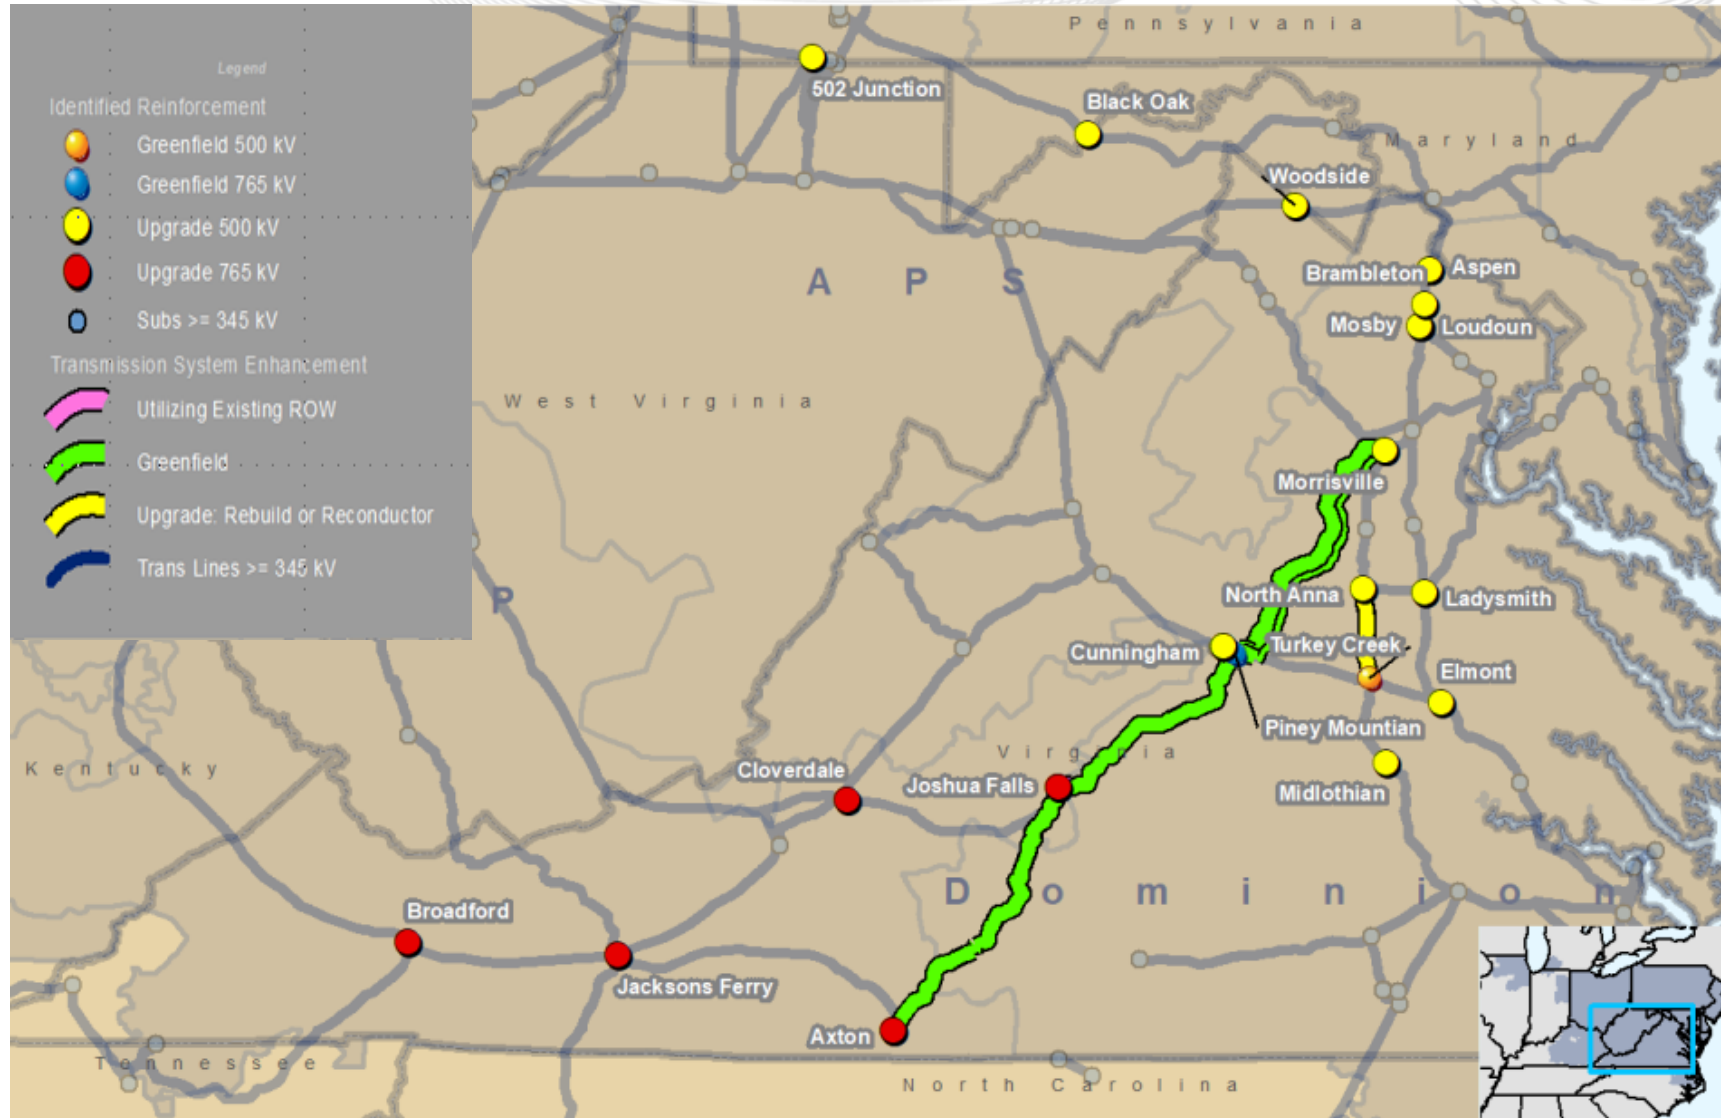 Legend
Identified Reinforcement
Greenfield 500 kV
Greenfield 765 kV
Upgrade 500 kV
Upgrade 765 kV
Subs >= 345 kV
Transmission System Enhancement
Utilizing Existing ROW
Greenfield
Upgrade: Rebuild or Reconductor
Trans Lines >= 345 kV
Pennsylvania
502 Junction
Black Oak
Maryland
Woodside
APS
Brambleton
Aspen
Mosby
Loudoun
West Virginia
Morrisville
P
North Anna
Ladysmith
Cunningham
Turkey Creek
Elmont
Piney Mountian
Virginia
Kentucky
Cloverdale
Joshua Falls
Midlothian
Dominion
Broadford
Jacksons Ferry
Axton
Tennessee
North Carolina